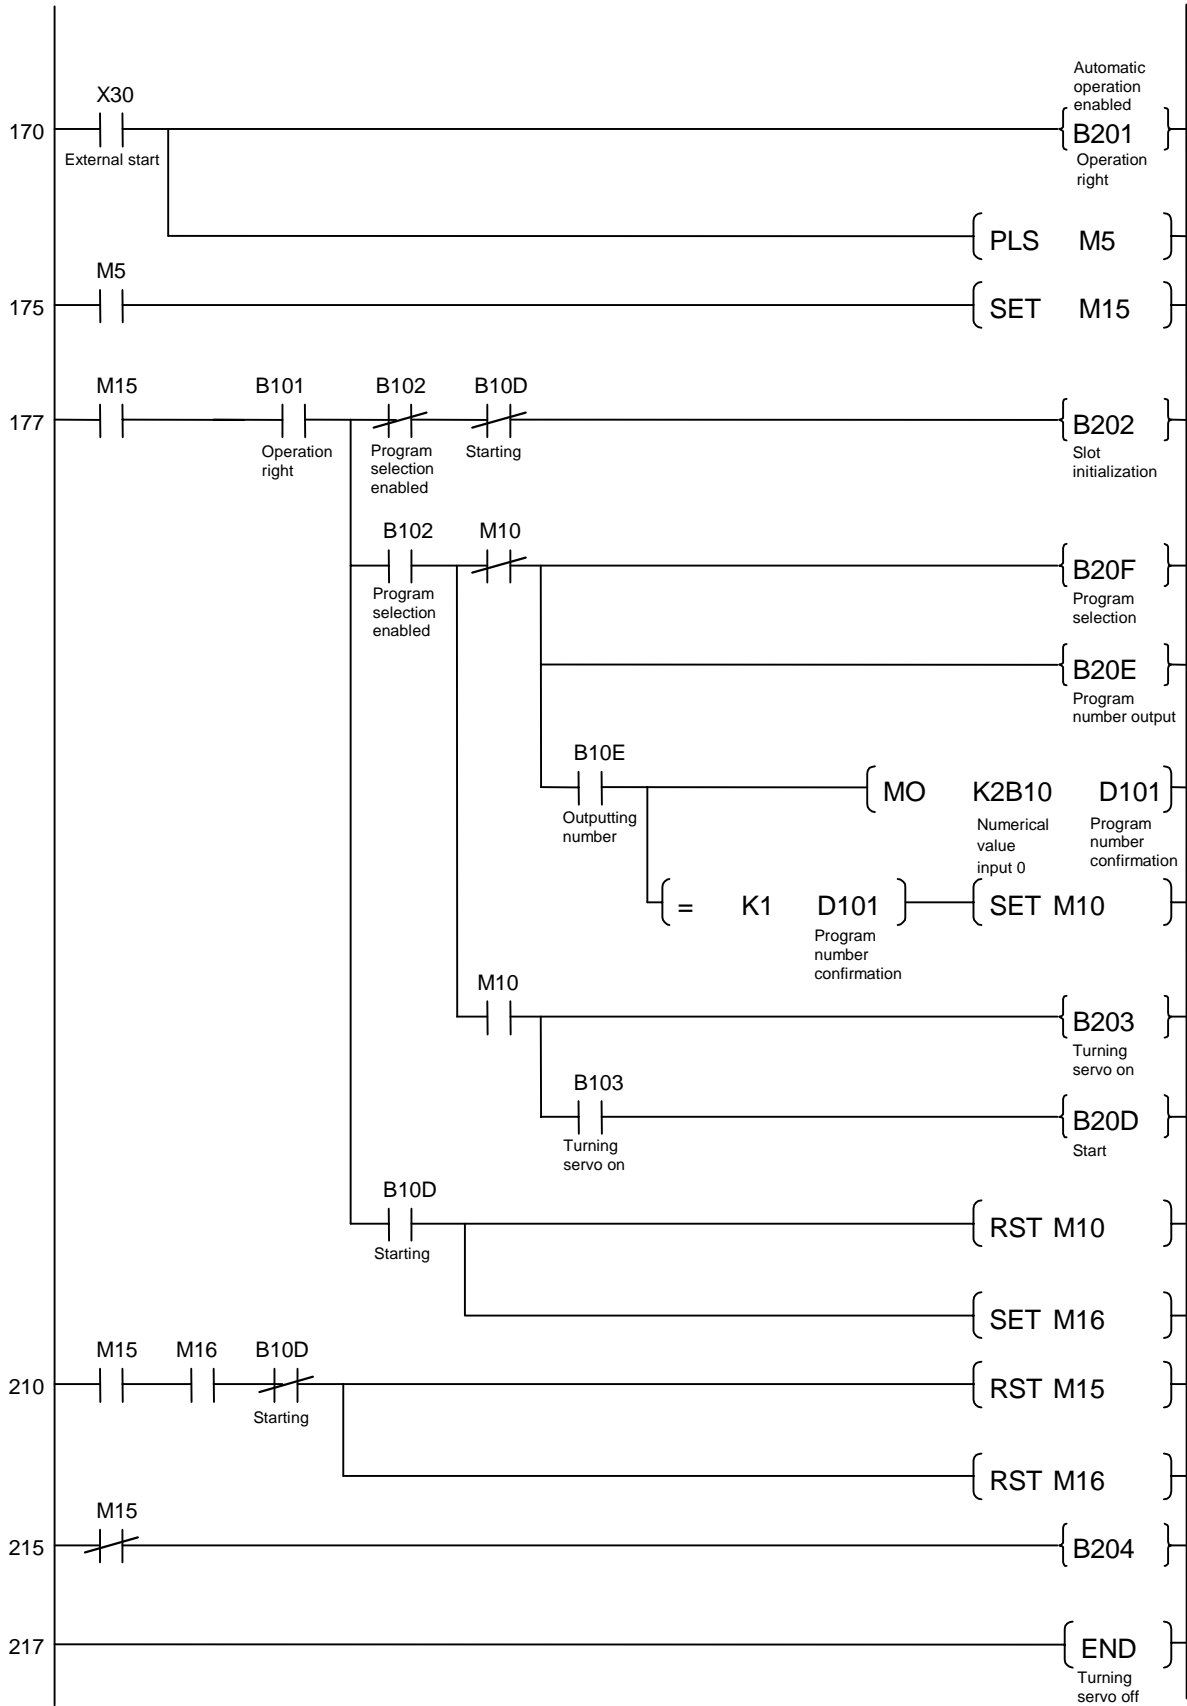 Automatic
operation
enabled
X30
170
B201
External start
Operation
right
PLS M5
M5
175
SET M15
M15 B101 B102 B10D
177
B202
Operation
right
Program
selection
enabled
Starting
Slot
initialization
B102 M10
B20F
Program
selection
enabled
Program
selection
B20E
Program
number output
B10E
MO K2B10 D101
Outputting
number
Numerical
value
input 0
Program
number
confirmation
= K1 D101
SET M10
Program
number
confirmation
M10
B203
Turning
servo on
B103
B20D
Turning
servo on
Start
B10D
RST M10
Starting
SET M16
M15 M16 B10D
210
RST M15
Starting
RST M16
M15
215
B204
217
END
Turning
servo off